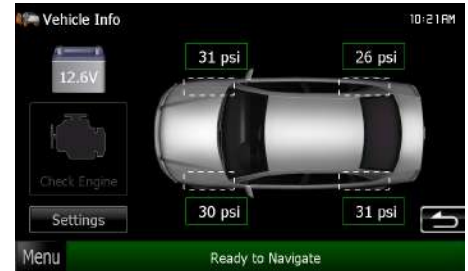 Vehicle Info
10:21AM
31 psi
26 psi
12.6V
Check Engine
30 psi
31 psi
Settings
Menu
Ready to Navigate